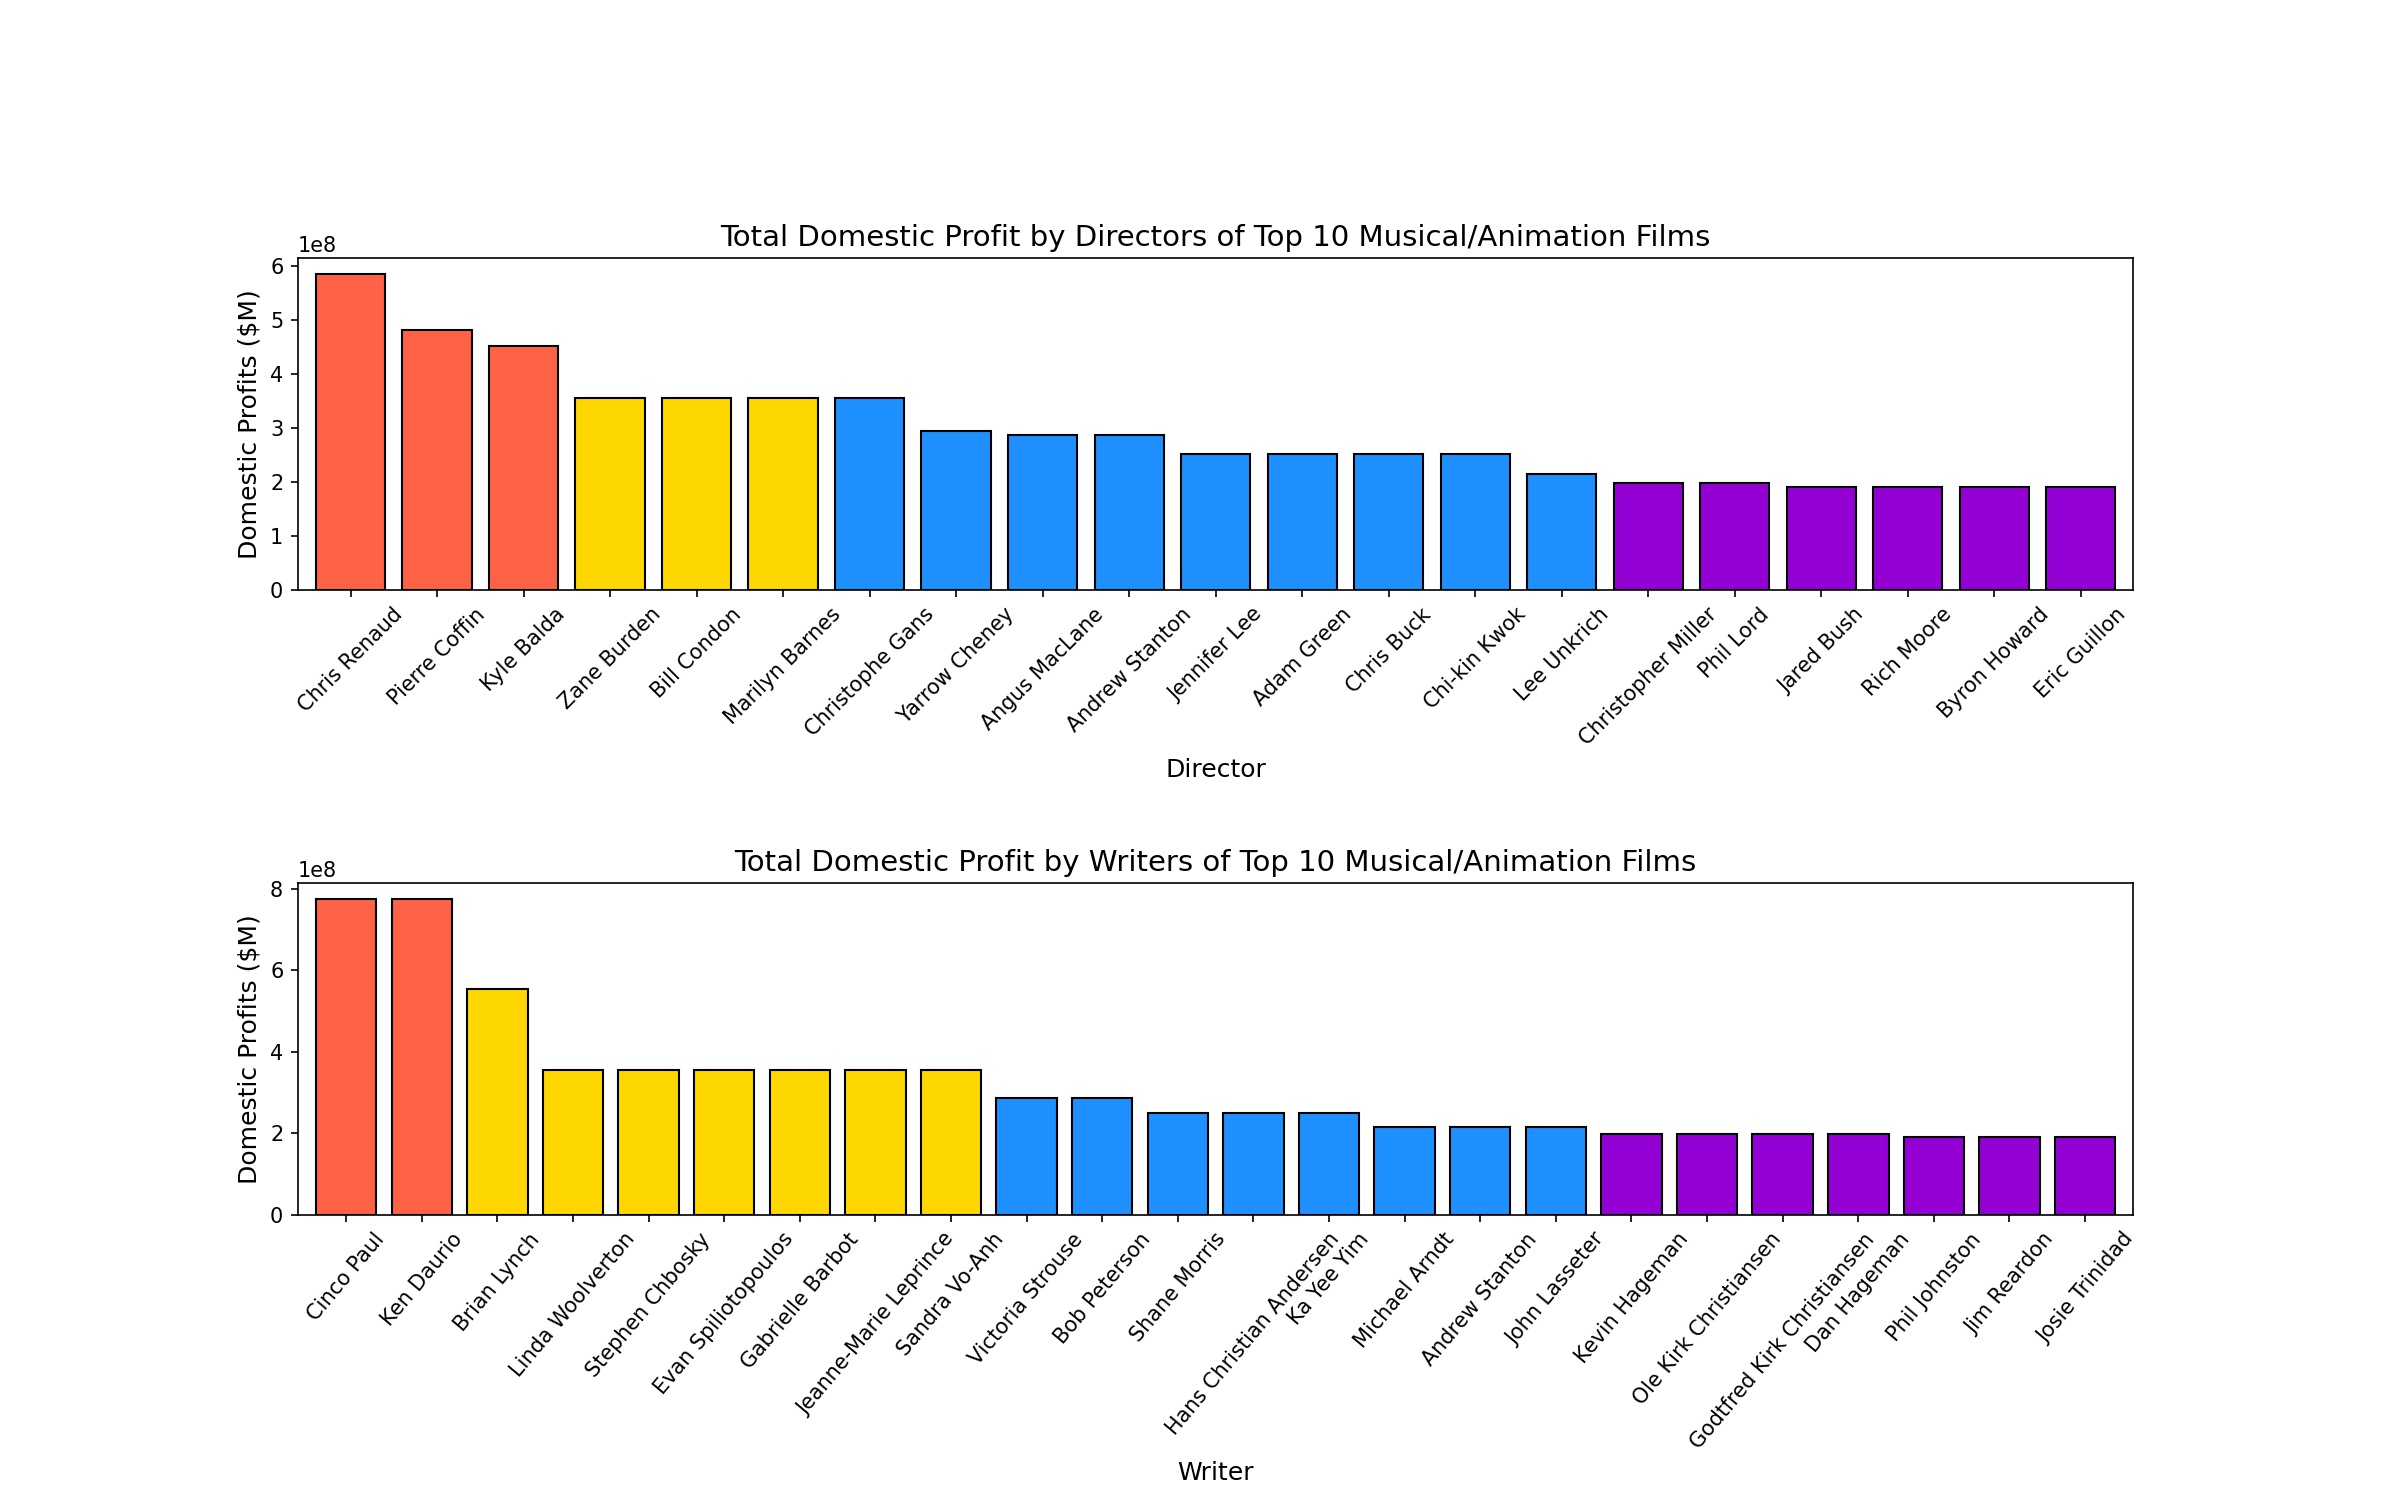 Total Domestic Profit by Directors of Top 10 Musical/Animation Films
1e8
Domestic Profits ($M)
6
5
4
3
2
1
0
Chris Renaud
Pierre Coffin
Kyle Balda
Zane Burden
Bill Condon
Marilyn Barnes
Christophe Gans
Yarrow Cheney
Angus MacLane
Andrew Stanton
Jennifer Lee
Adam Green
Chris Buck
Chi-kin Kwok
Lee Unkrich
Christopher Miller
Phil Lord
Jared Bush
Rich Moore
Byron Howard
Eric Guillon
Director
Total Domestic Profit by Writers of Top 10 Musical/Animation Films
1e8
Domestic Profits ($M)
8
6
4
2
0
Cinco Paul
Ken Daurio
Brian Lynch
Linda Woolverton
Stephen Chbosky
Evan Spiliotopoulos
Gabrielle Barbot
Jeanne-Marie Leprince
Sandra Vo-Anh
Victoria Strouse
Bob Peterson
Shane Morris
Hans Christian Andersen
Ka Yee Yim
Michael Arndt
Andrew Stanton
John Lasseter
Kevin Hageman
Ole Kirk Christiansen
Godtfred Kirk Christiansen
Dan Hageman
Phil Johnston
Jim Reardon
Josie Trinidad
Writer